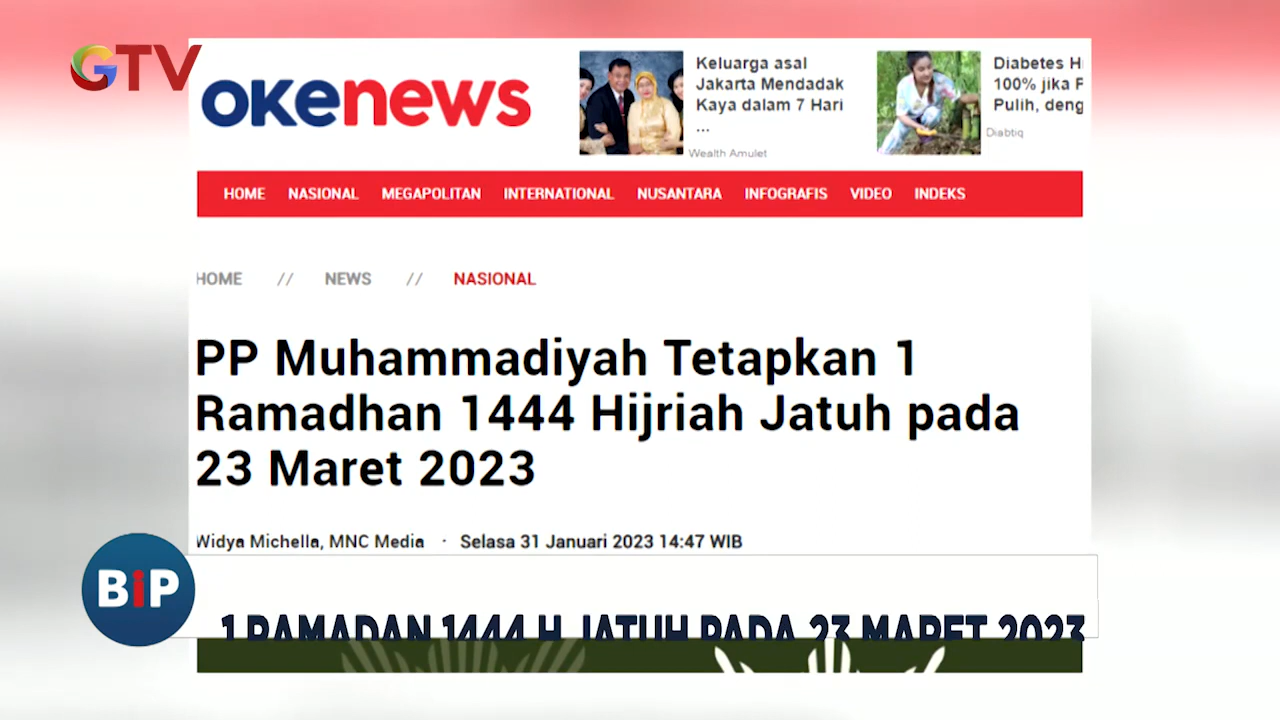 GTV
okenews
Keluarga asal
Jakarta Mendadak
Kaya dalam 7 Hari
...
Wealth Amulet
Diabetes H
100% jika P
Pulih, deng
Diabtiq
HOME NASIONAL MEGAPOLITAN INTERNATIONAL NUSANTARA INFOGRAFIS VIDEO INDEKS
HOME // NEWS // NASIONAL
PP Muhammadiyah Tetapkan 1
Ramadhan 1444 Hijriah Jatuh pada
23 Maret 2023
Widya Michella, MNC Media · Selasa 31 Januari 2023 14:47 WIB
BiP
1 RAMADAN 1444 H JATUH PADA 23 MARET 2023